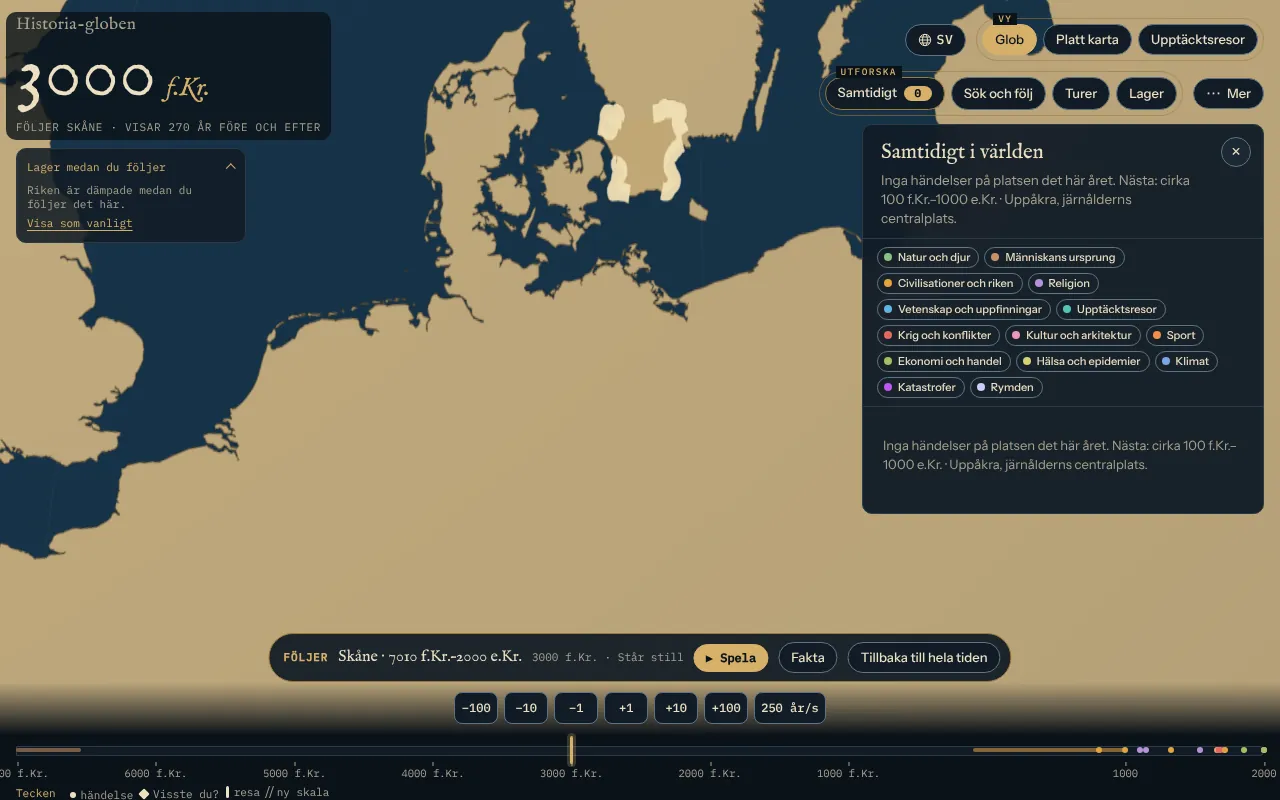 Historia-globen
3000 f.Kr.
FÖLJER SKÅNE · VISAR 270 ÅR FÖRE OCH EFTER
Lager medan du följer
Riken är dämpade medan du
följer det här.
Visa som vanligt
SV
VY
Glob
Platt karta
Upptäcktsresor
UTFORSKA
Samtidigt 0
Sök och följ
Turer
Lager
··· Mer
Samtidigt i världen
×
Inga händelser på platsen det här året. Nästa: cirka
100 f.Kr.–1000 e.Kr. · Uppåkra, järnålderns
centralplats.
Natur och djur
Människans ursprung
Civilisationer och riken
Religion
Vetenskap och uppfinningar
Upptäcktsresor
Krig och konflikter
Kultur och arkitektur
Sport
Ekonomi och handel
Hälsa och epidemier
Klimat
Katastrofer
Rymden
Inga händelser på platsen det här året. Nästa: cirka 100 f.Kr.–
1000 e.Kr. · Uppåkra, järnålderns centralplats.
FÖLJER Skåne · 7010 f.Kr.–2000 e.Kr. 3000 f.Kr. · Står still
▶ Spela
Fakta
Tillbaka till hela tiden
−100
−10
−1
+1
+10
+100
250 år/s
00 f.Kr. 6000 f.Kr. 5000 f.Kr. 4000 f.Kr. 3000 f.Kr. 2000 f.Kr. 1000 f.Kr. 1000 2000
Tecken händelse Visste du? resa // ny skala